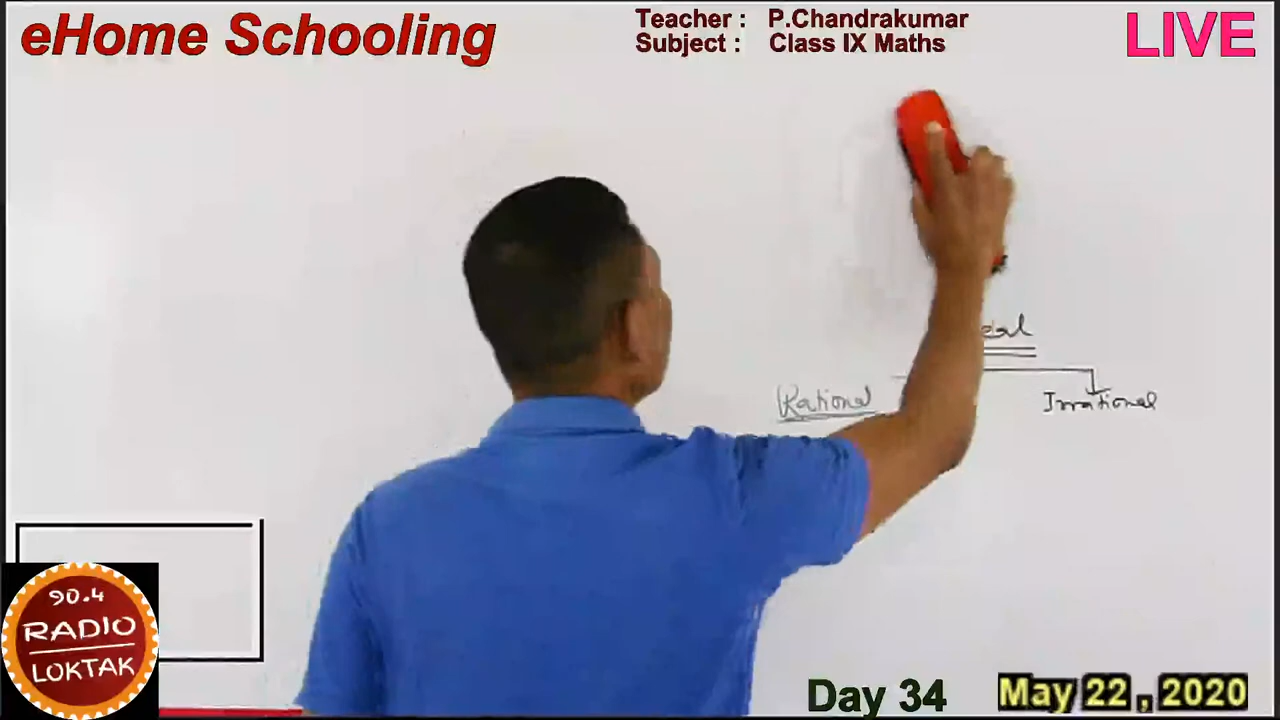 eHome Schooling
Teacher : P.Chandrakumar
Subject : Class IX Maths
LIVE
Rational
Irrational
90.4
RADIO
LOKTAK
Day 34
May 22 , 2020